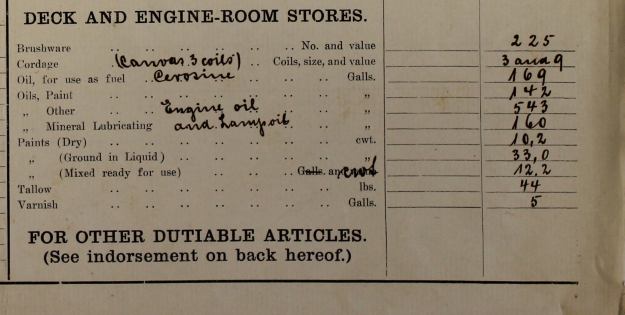 DECK AND ENGINE-ROOM STORES.
Brushware .. .. .. .. .. No. and value 225
Cordage (Canvas 3 coils) .. Coils, size, and value 3 and 9
Oil, for use as fuel .. Cerosine .. .. Galls. 169
Oils, Paint .. .. .. .. .. „ 142
„ Other .. Engine oil .. „ 543
„ Mineral Lubricating and Lamp oil .. „ 160
Paints (Dry) .. .. .. .. .. cwt. 10,2
„ (Ground in Liquid) .. .. .. „ 33,0
„ (Mixed ready for use) .. Galls. cwt 12,2
Tallow .. .. .. .. .. lbs. 44
Varnish .. .. .. .. .. Galls. 5
FOR OTHER DUTIABLE ARTICLES.
(See indorsement on back hereof.)